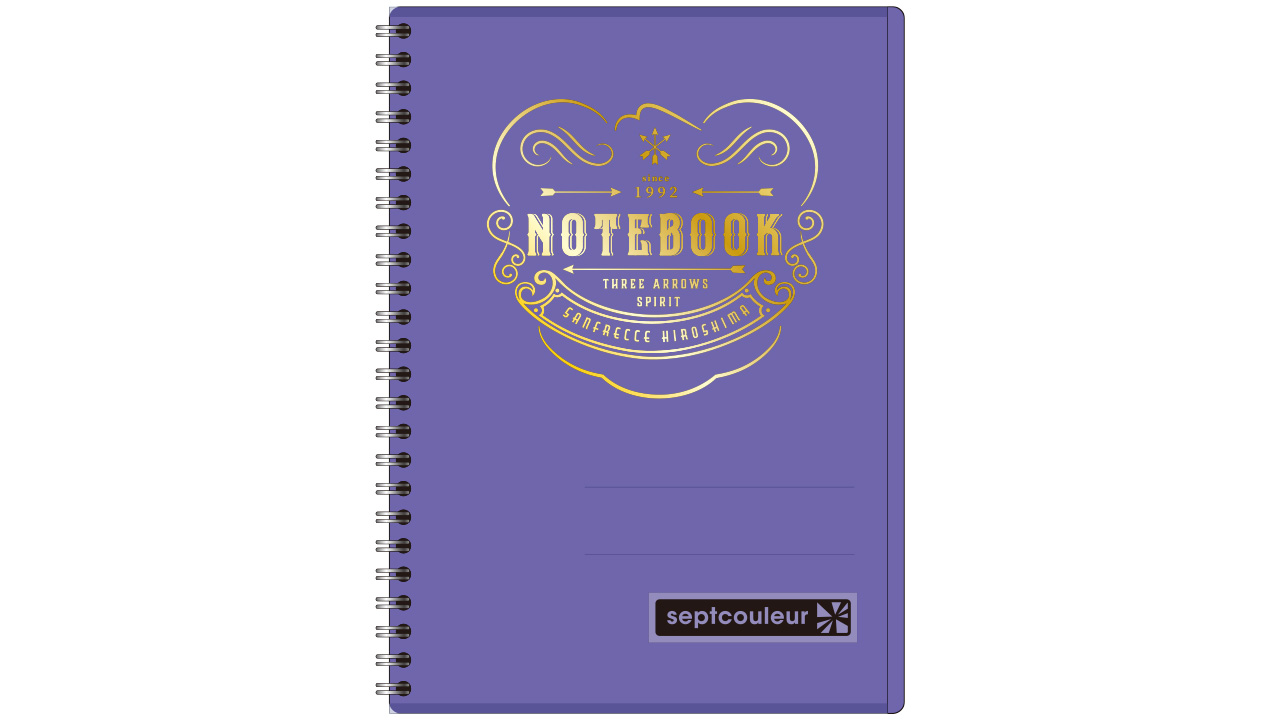 SINCE
1992
NOTEBOOK
THREE ARROWS
SPIRIT
SANFRECCE HIROSHIMA
septcouleur